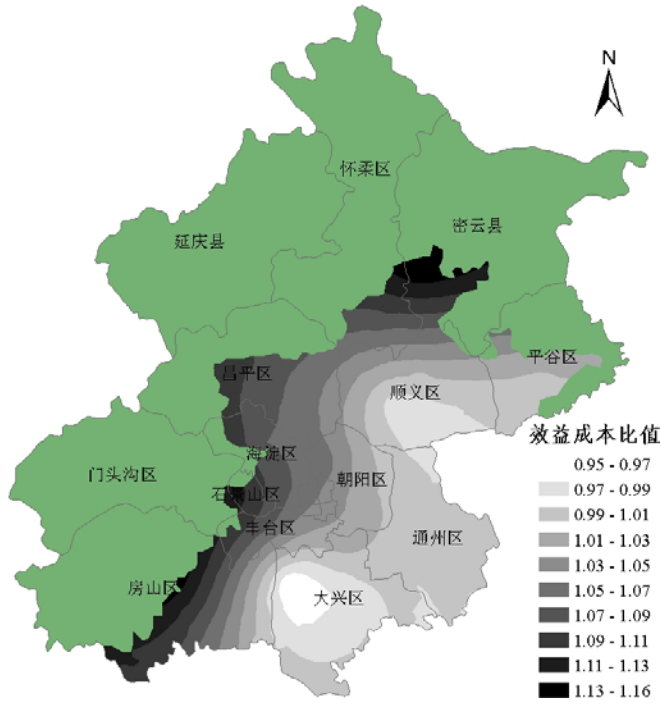 N
怀柔区
密云县
延庆县
平谷区
昌平区
顺义区
效益成本比值
海淀区
门头沟区
朝阳区
石景山区
丰台区
通州区
房山区
大兴区
0.95 - 0.97
0.97 - 0.99
0.99 - 1.01
1.01 - 1.03
1.03 - 1.05
1.05 - 1.07
1.07 - 1.09
1.09 - 1.11
1.11 - 1.13
1.13 - 1.16